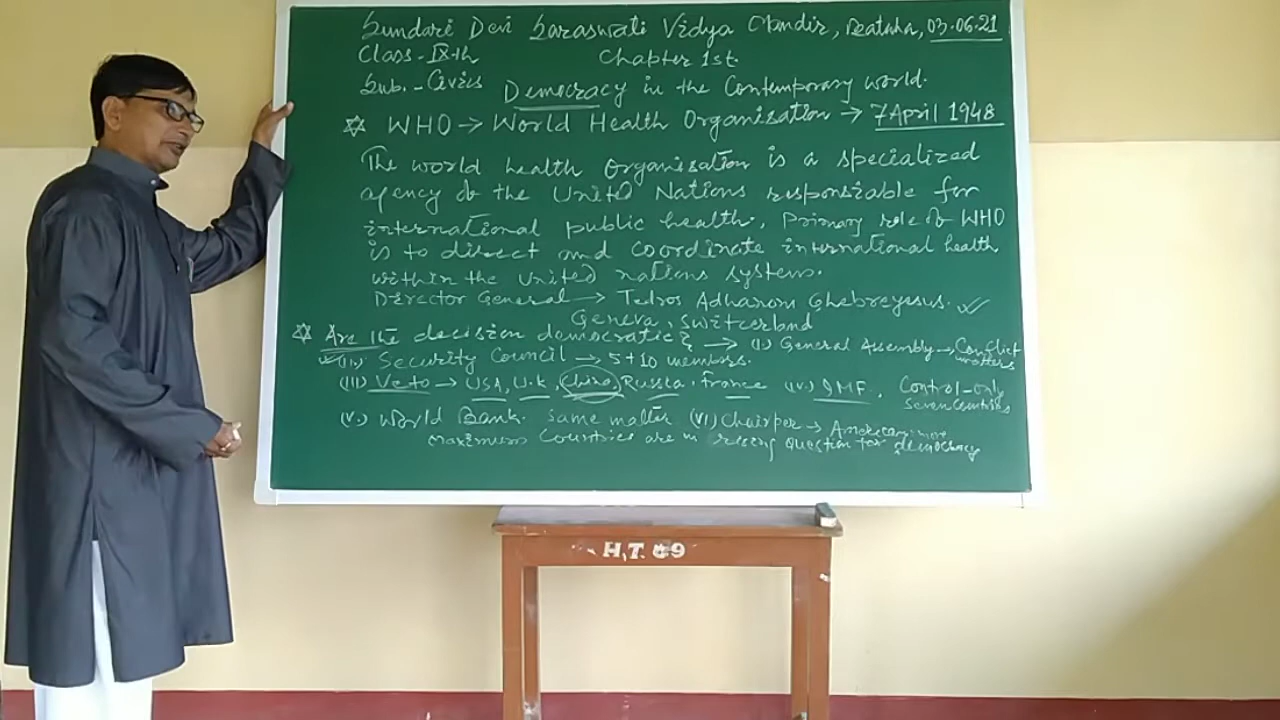 Sundari Devi Saraswati Vidya Mandir, 03.06.21
Class-IXth Chapter 1st.
Sub. - Civics Democracy in the Contemporary world.
WHO → World Health Organisation → 7 April 1948
The world health organisation is a specialized
agency of the United Nations responsiable for
international public health. Primary role of WHO
is to direct and coordinate international health
within the United nations system.
Director General → Tedros Adhanom Ghebreyesus.
Geneva, Switzerland
Are the decision democratic? → (i.) General Assembly → Conflict
matters
(ii.) Security Council → 5+10 members.
(iii) Veto → USA, U.K, China, Russia. France (iv.) IMF. Control-only
seven countries
(v.) World Bank. same matter (vi) Chairper →
maximum countries are in raising question for democracy
H.T. 09